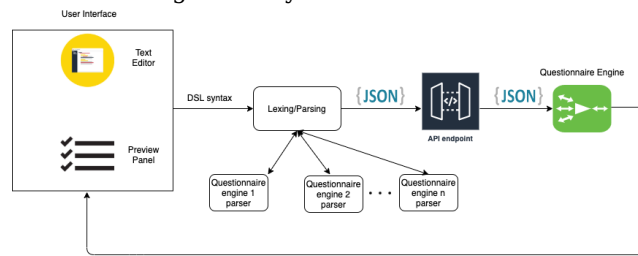 User Interface
Text
Editor
Preview
Panel
DSL syntax
Lexing/Parsing
{JSON}
</>
API endpoint
{JSON}
Questionnaire Engine
Questionnaire
engine 1
parser
Questionnaire
engine 2
parser
. . .
Questionnaire
engine n
parser